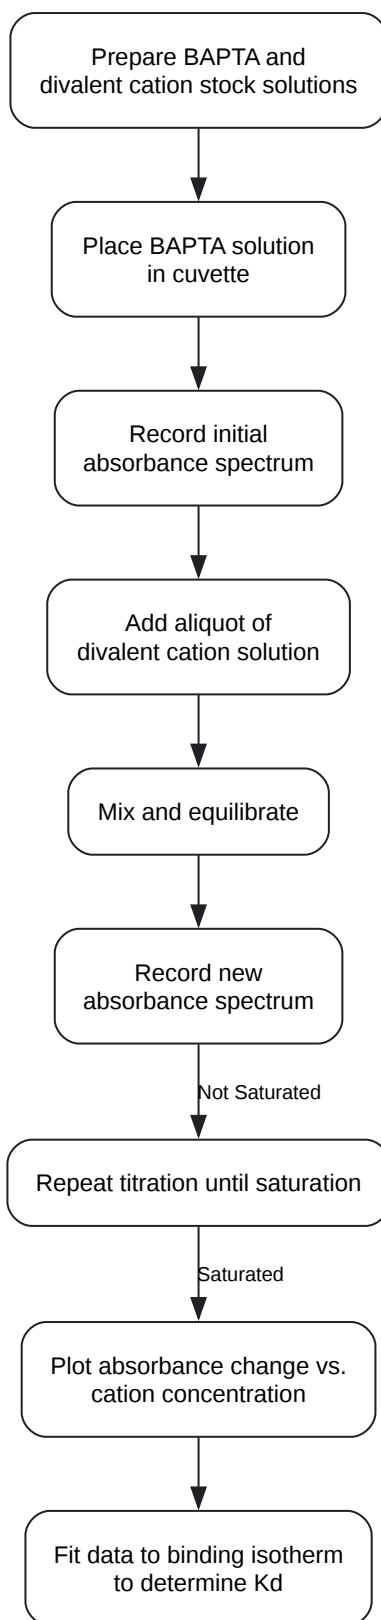 Prepare BAPTA and
divalent cation stock solutions
Place BAPTA solution
in cuvette
Record initial
absorbance spectrum
Add aliquot of
divalent cation solution
Mix and equilibrate
Record new
absorbance spectrum
Not Saturated
Repeat titration until saturation
Saturated
Plot absorbance change vs.
cation concentration
Fit data to binding isotherm
to determine Kd